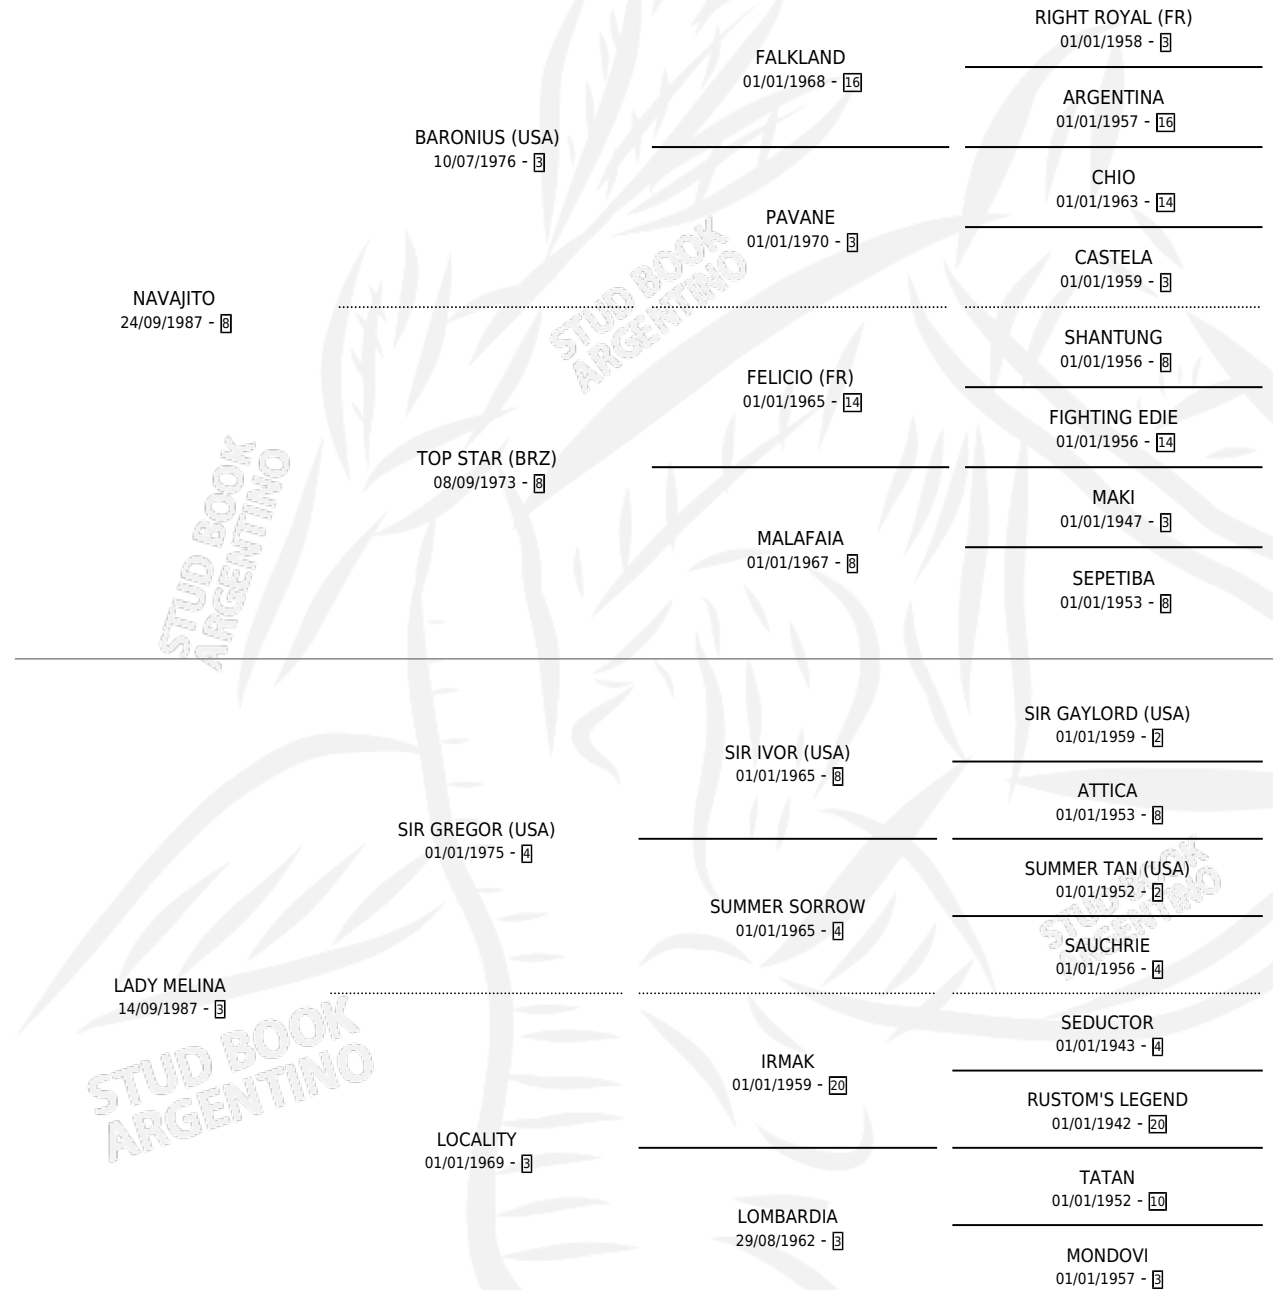 RIGHT ROYAL (FR)
01/01/1958 - 3
FALKLAND
01/01/1968 - 16
ARGENTINA
01/01/1957 - 16
BARONIUS (USA)
10/07/1976 - 3
CHIO
01/01/1963 - 14
PAVANE
01/01/1970 - 3
CASTELA
01/01/1959 - 3
NAVAJITO
24/09/1987 - 8
SHANTUNG
01/01/1956 - 8
FELICIO (FR)
01/01/1965 - 14
FIGHTING EDIE
01/01/1956 - 14
TOP STAR (BRZ)
08/09/1973 - 8
MAKI
01/01/1947 - 3
MALAFAIA
01/01/1967 - 8
SEPETIBA
01/01/1953 - 8
STUD BOOK
ARGENTINO
STUD BOOK
ARGENTINO
SIR GAYLORD (USA)
01/01/1959 - 2
SIR IVOR (USA)
01/01/1965 - 8
ATTICA
01/01/1953 - 8
SIR GREGOR (USA)
01/01/1975 - 4
SUMMER TAN (USA)
01/01/1952 - 2
SUMMER SORROW
01/01/1965 - 4
SAUCHRIE
01/01/1956 - 4
LADY MELINA
14/09/1987 - 3
SEDUCTOR
01/01/1943 - 4
IRMAK
01/01/1959 - 20
RUSTOM'S LEGEND
01/01/1942 - 20
LOCALITY
01/01/1969 - 3
TATAN
01/01/1952 - 10
LOMBARDIA
29/08/1962 - 3
MONDOVI
01/01/1957 - 3
STUD BOOK
ARGENTINO
STUD BOOK
ARGENTINO